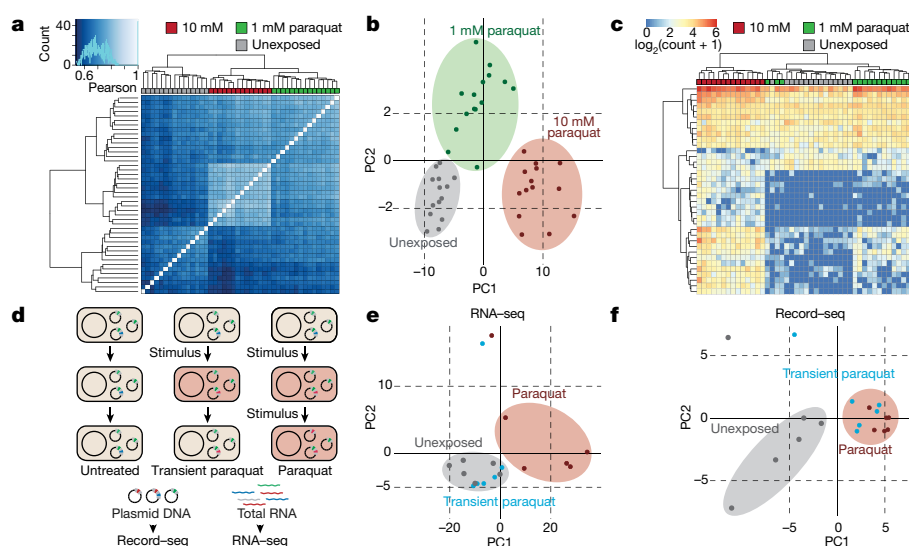 a
Count
40
20
0
0.6
0.8
1
Pearson
10 mM
1 mM paraquat
Unexposed
b
1 mM paraquat
10 mM
paraquat
Unexposed
PC2
2
0
−2
−10
0
10
PC1
c
0 2 4 6
log2(count + 1)
10 mM
1 mM paraquat
Unexposed
d
Stimulus
Stimulus
Stimulus
Untreated
Transient paraquat
Paraquat
Plasmid DNA
Total RNA
Record–seq
RNA–seq
e
RNA–seq
Paraquat
Unexposed
Transient paraquat
PC2
10
0
−5
−20
0
20
PC1
f
Record–seq
Transient paraquat
Unexposed
Paraquat
PC2
5
0
−5
−5
0
5
PC1